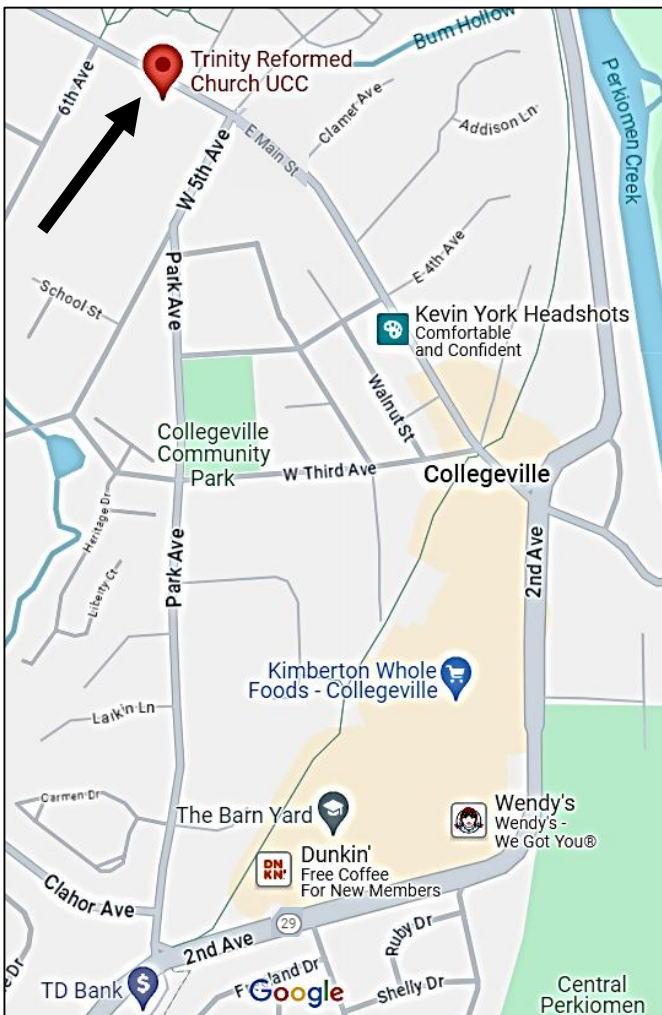 Trinity Reformed
Church UCC
Bum Hollow
6th Ave
Perkiomen Creek
Clamer Ave
Addison Ln
E Main St
W 5th Ave
Park Ave
E 4th Ave
School St
Kevin York Headshots
Comfortable
and Confident
Walnut St
Collegeville
Community
Park
W Third Ave
Collegeville
Heritage Dr
2nd Ave
Park Ave
Liberty Ct
Kimberton Whole
Foods - Collegeville
Larkin Ln
Carmen Dr
The Barn Yard
Wendy's
Wendy's -
We Got You®
DN
KN'
Dunkin'
Free Coffee
For New Members
Clahor Ave
29
2nd Ave
Ruby Dr
TD Bank
$
Google
Shelly Dr
Central
Perkiomen